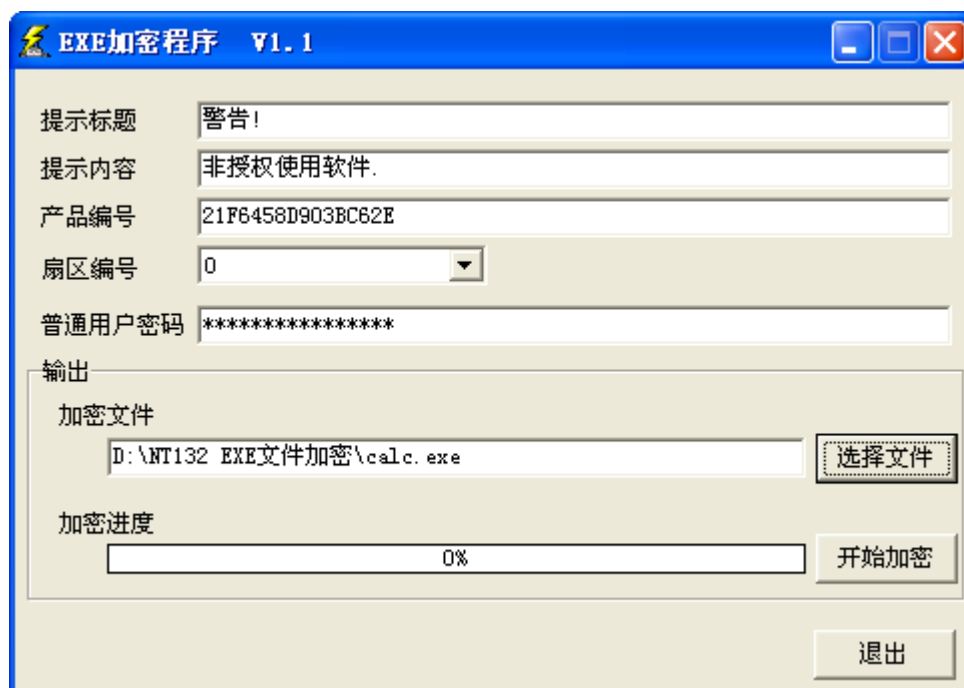 EXE加密程序 V1.1
提示标题 警告!
提示内容 非授权使用软件.
产品编号 21F6458D903BC62E
扇区编号 0
普通用户密码 ****************
输出
加密文件
D:\NT132 EXE文件加密\calc.exe 选择文件
加密进度
0% 开始加密
退出